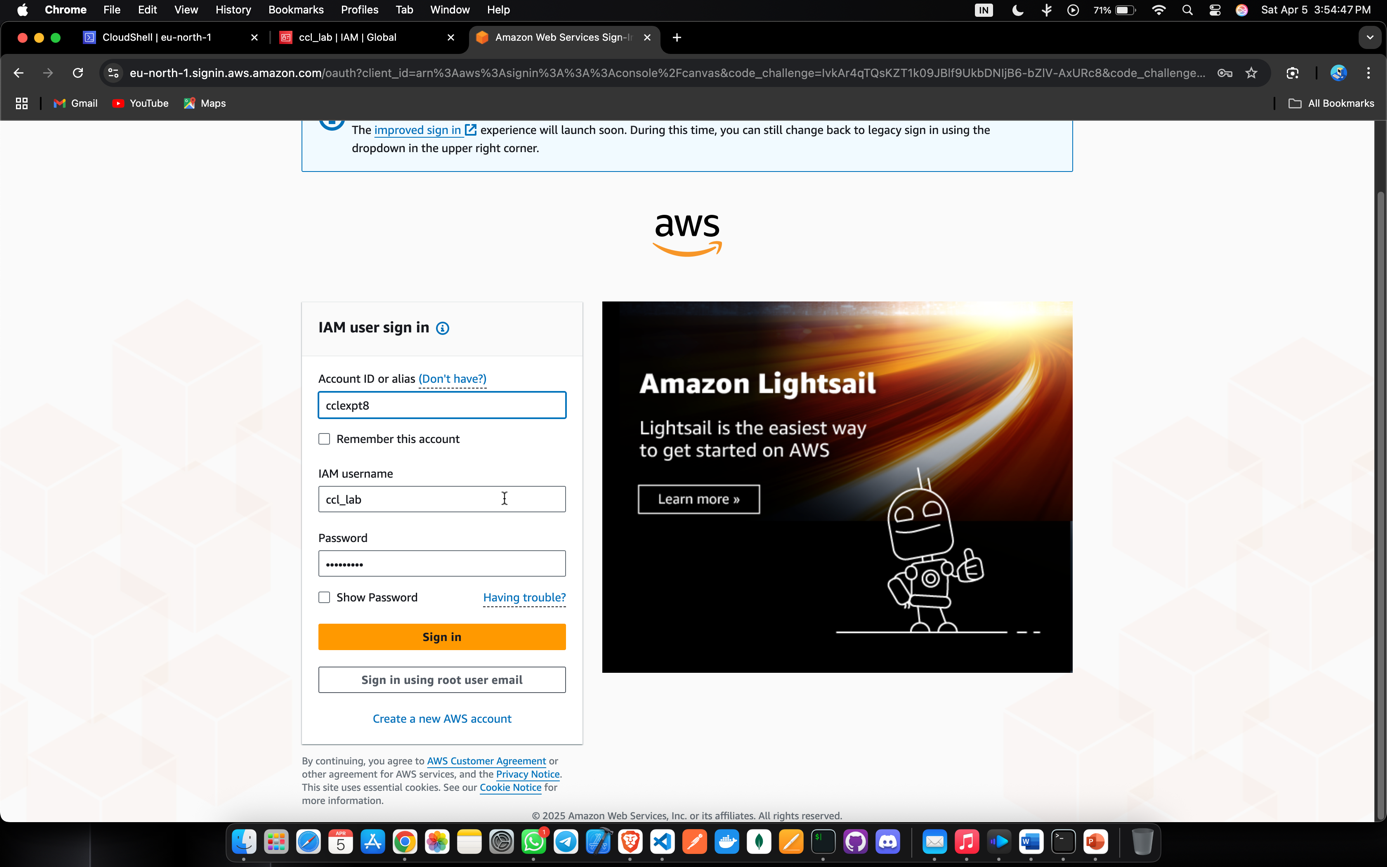 Chrome File Edit View History Bookmarks Profiles Tab Window Help IN 71% Sat Apr 5 3:54:47 PM
CloudShell | eu-north-1 ccl_lab | IAM | Global Amazon Web Services Sign-I
eu-north-1.signin.aws.amazon.com/oauth?client_id=arn%3Aaws%3Asignin%3A%3A%3Aconsole%2Fcanvas&code_challenge=
Gmail YouTube Maps All Bookmarks
The improved sign in experience will launch soon. During this time, you can still change back to legacy sign in using the
dropdown in the upper right corner.
aws
IAM user sign in
Account ID or alias (Don't have?)
cclexpt8
Remember this account
IAM username
ccl_lab
Password
•••••••••
Show Password Having trouble?
Sign in
Sign in using root user email
Create a new AWS account
By continuing, you agree to AWS Customer Agreement or
other agreement for AWS services, and the Privacy Notice.
This site uses essential cookies. See our Cookie Notice for
more information.
Amazon Lightsail
Lightsail is the easiest way
to get started on AWS
Learn more »
© 2025 Amazon Web Services, Inc. or its affiliates. All rights reserved.
APR
5
1